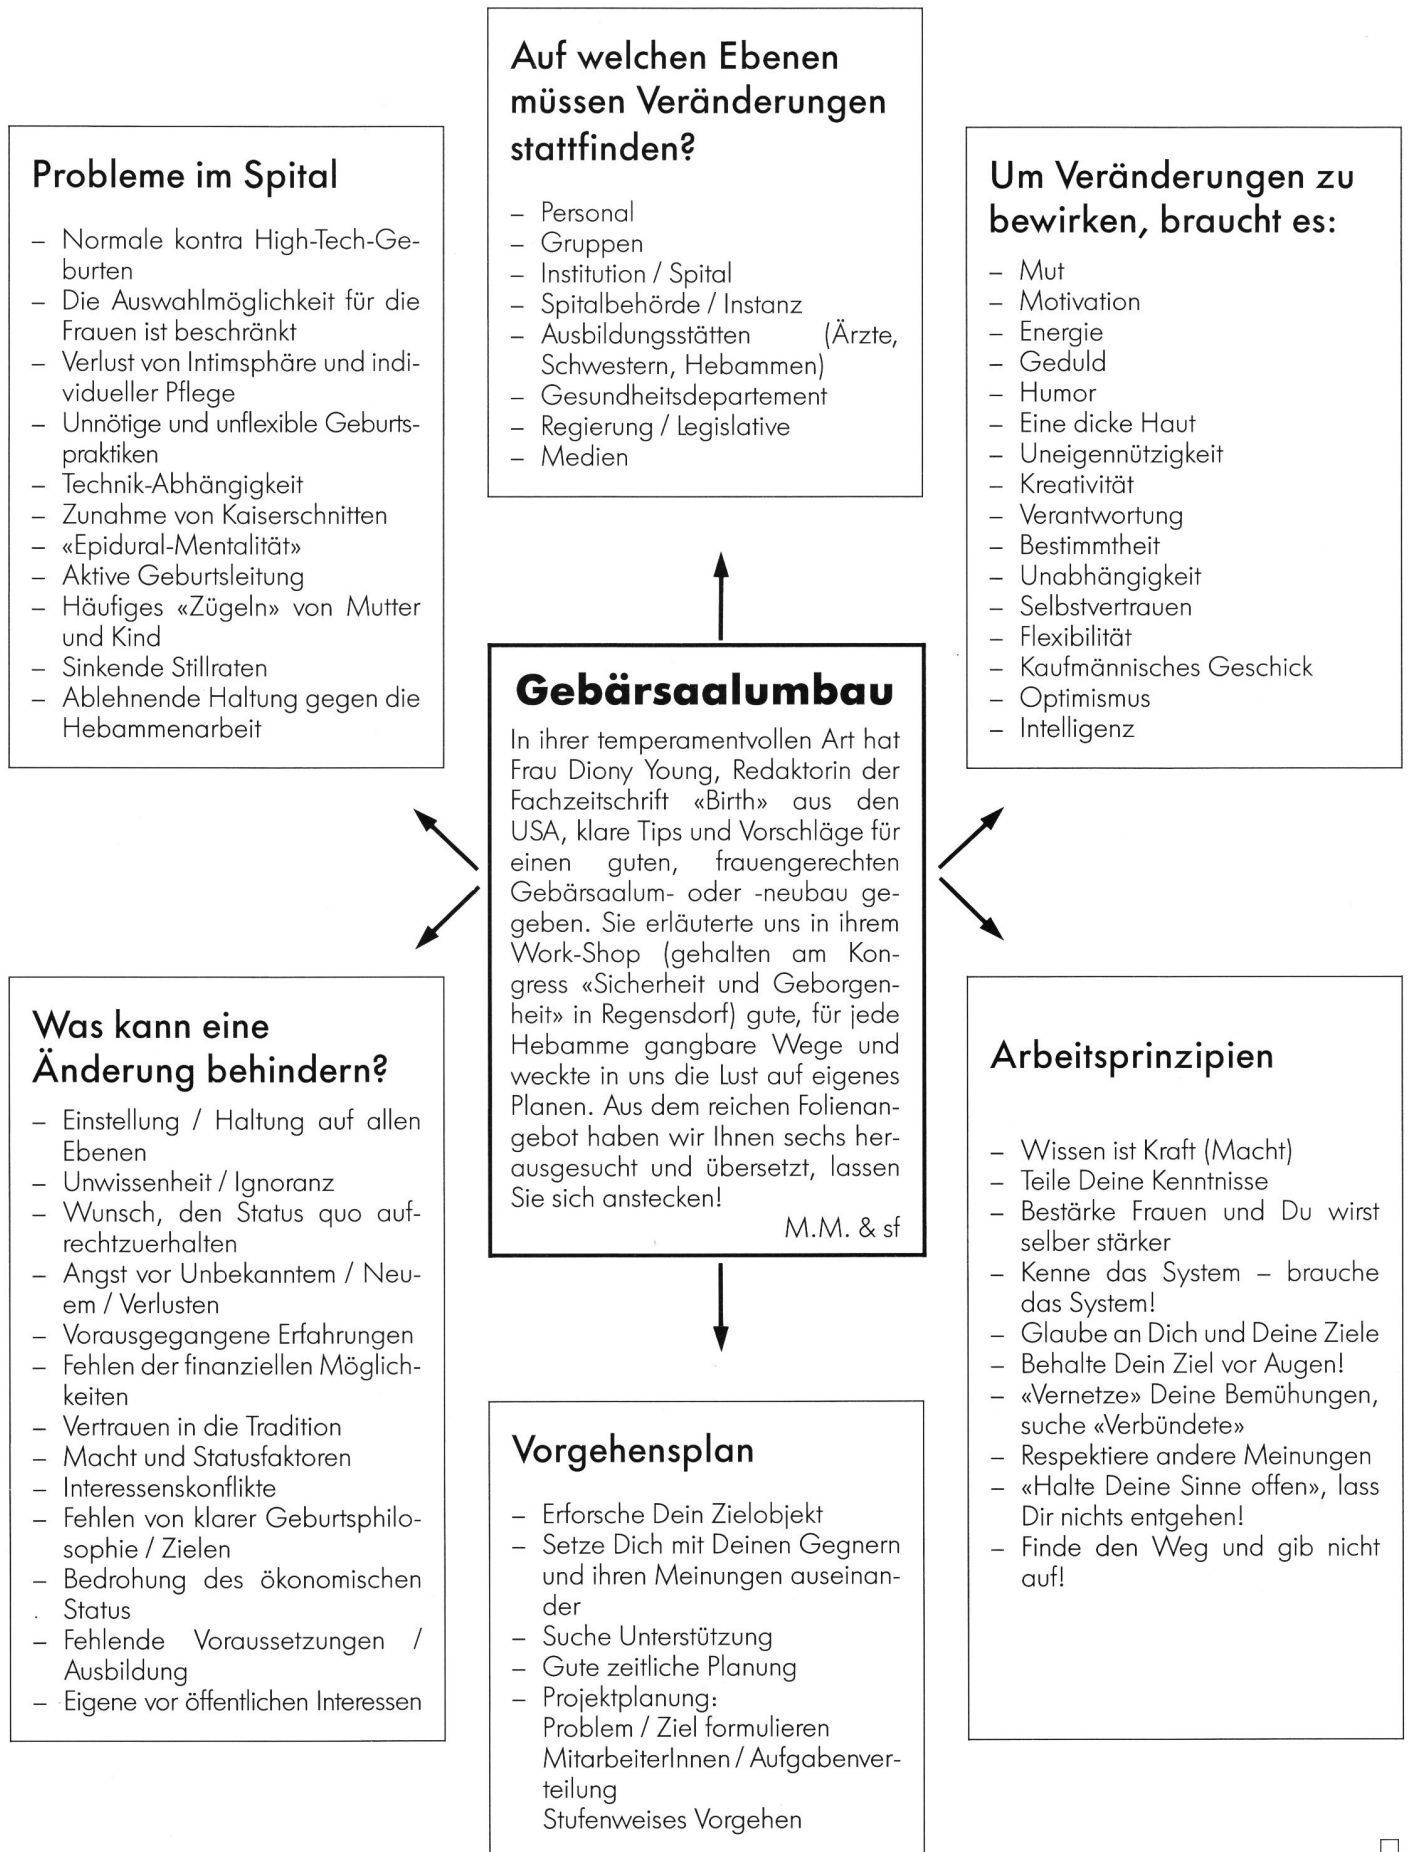 Auf welchen Ebenen
müssen Veränderungen
stattfinden?
– Personal
– Gruppen
– Institution / Spital
– Spitalbehörde / Instanz
– Ausbildungsstätten (Ärzte,
Schwestern, Hebammen)
– Gesundheitsdepartement
– Regierung / Legislative
– Medien
Probleme im Spital
– Normale kontra High-Tech-Ge-
burten
– Die Auswahlmöglichkeit für die
Frauen ist beschränkt
– Verlust von Intimsphäre und indi-
vidueller Pflege
– Unnötige und unflexible Geburts-
praktiken
– Technik-Abhängigkeit
– Zunahme von Kaiserschnitten
– «Epidural-Mentalität»
– Aktive Geburtsleitung
– Häufiges «Zügeln» von Mutter
und Kind
– Sinkende Stillraten
– Ablehnende Haltung gegen die
Hebammenarbeit
Um Veränderungen zu
bewirken, braucht es:
– Mut
– Motivation
– Energie
– Geduld
– Humor
– Eine dicke Haut
– Uneigennützigkeit
– Kreativität
– Verantwortung
– Bestimmtheit
– Unabhängigkeit
– Selbstvertrauen
– Flexibilität
– Kaufmännisches Geschick
– Optimismus
– Intelligenz
Gebärsaalumbau
In ihrer temperamentvollen Art hat
Frau Diony Young, Redaktorin der
Fachzeitschrift «Birth» aus den
USA, klare Tips und Vorschläge für
einen guten, frauengerechten
Gebärsaalum- oder -neubau ge-
geben. Sie erläuterte uns in ihrem
Work-Shop (gehalten am Kon-
gress «Sicherheit und Geborgen-
heit» in Regensdorf) gute, für jede
Hebamme gangbare Wege und
weckte in uns die Lust auf eigenes
Planen. Aus dem reichen Folienan-
gebot haben wir Ihnen sechs her-
ausgesucht und übersetzt, lassen
Sie sich anstecken!
M.M. & sf
Was kann eine
Änderung behindern?
– Einstellung / Haltung auf allen
Ebenen
– Unwissenheit / Ignoranz
– Wunsch, den Status quo auf-
rechtzuerhalten
– Angst vor Unbekanntem / Neu-
em / Verlusten
– Vorausgegangene Erfahrungen
– Fehlen der finanziellen Möglich-
keiten
– Vertrauen in die Tradition
– Macht und Statusfaktoren
– Interessenskonflikte
– Fehlen von klarer Geburtsphilo-
sophie / Zielen
– Bedrohung des ökonomischen
Status
– Fehlende Voraussetzungen /
Ausbildung
– Eigene vor öffentlichen Interessen
Arbeitsprinzipien
– Wissen ist Kraft (Macht)
– Teile Deine Kenntnisse
– Bestärke Frauen und Du wirst
selber stärker
– Kenne das System – brauche
das System!
– Glaube an Dich und Deine Ziele
– Behalte Dein Ziel vor Augen!
– «Vernetze» Deine Bemühungen,
suche «Verbündete»
– Respektiere andere Meinungen
– «Halte Deine Sinne offen», lass
Dir nichts entgehen!
– Finde den Weg und gib nicht
auf!
Vorgehensplan
– Erforsche Dein Zielobjekt
– Setze Dich mit Deinen Gegnern
und ihren Meinungen auseinan-
der
– Suche Unterstützung
– Gute zeitliche Planung
– Projektplanung:
Problem / Ziel formulieren
MitarbeiterInnen / Aufgabenver-
teilung
Stufenweises Vorgehen